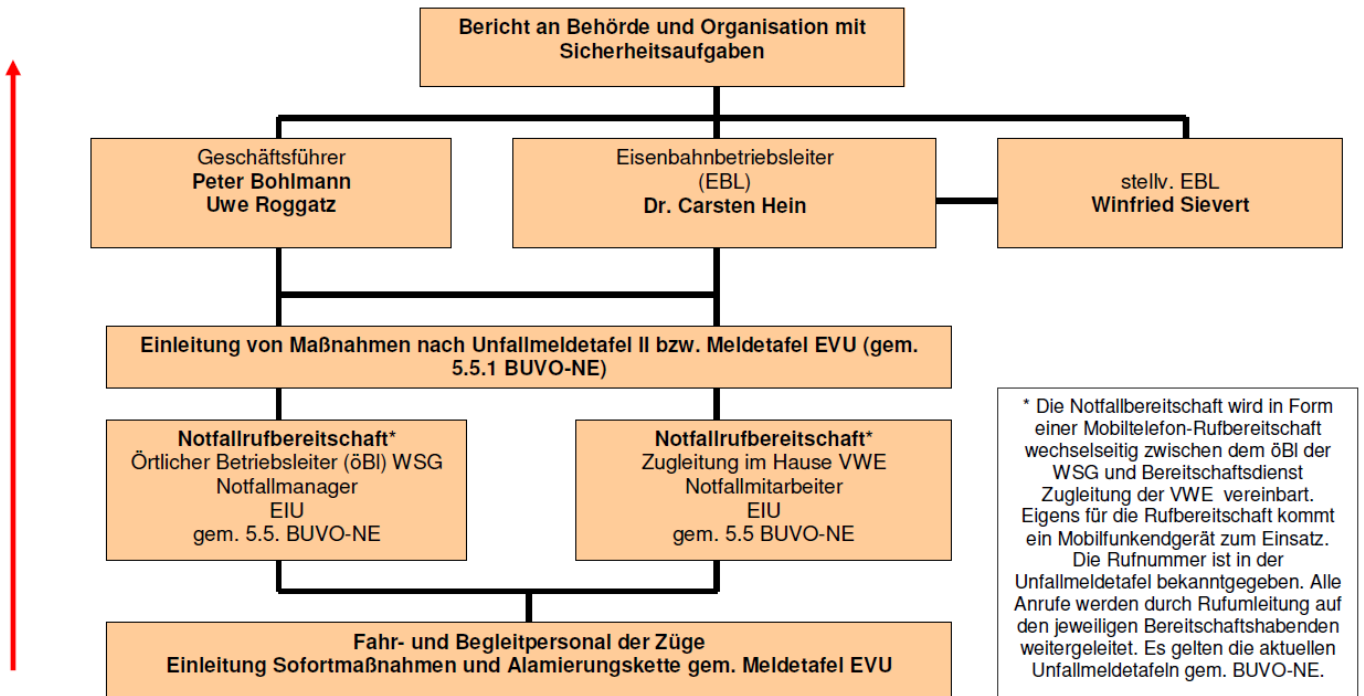 Bericht an Behörde und Organisation mit
Sicherheitsaufgaben
Geschäftsführer
Peter Bohlmann
Uwe Roggatz
Eisenbahnbetriebsleiter
(EBL)
Dr. Carsten Hein
stellv. EBL
Winfried Sievert
Einleitung von Maßnahmen nach Unfallmeldetafel II bzw. Meldetafel EVU (gem.
5.5.1 BUVO-NE)
Notfallrufbereitschaft*
Örtlicher Betriebsleiter (öBl) WSG
Notfallmanager
EIU
gem. 5.5. BUVO-NE
Notfallrufbereitschaft*
Zugleitung im Hause VWE
Notfallmitarbeiter
EIU
gem. 5.5 BUVO-NE
* Die Notfallbereitschaft wird in Form
einer Mobiltelefon-Rufbereitschaft
wechselseitig zwischen dem öBl der
WSG und Bereitschaftsdienst
Zugleitung der VWE vereinbart.
Eigens für die Rufbereitschaft kommt
ein Mobilfunkendgerät zum Einsatz.
Die Rufnummer ist in der
Unfallmeldetafel bekanntgegeben. Alle
Anrufe werden durch Rufumleitung auf
den jeweiligen Bereitschaftshabenden
weitergeleitet. Es gelten die aktuellen
Unfallmeldetafeln gem. BUVO-NE.
Fahr- und Begleitpersonal der Züge
Einleitung Sofortmaßnahmen und Alamierungskette gem. Meldetafel EVU